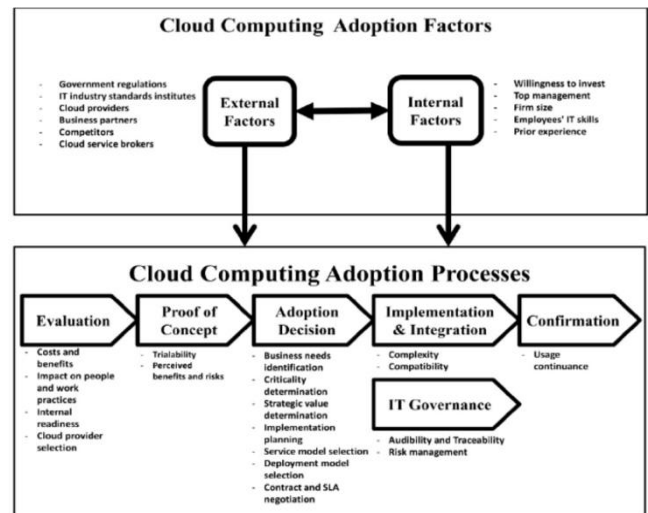 Cloud Computing Adoption Factors
- Government regulations
- IT industry standards institutes
- Cloud providers
- Business partners
- Competitors
- Cloud service brokers
External
Factors
Internal
Factors
- Willingness to invest
- Top management
- Firm size
- Employees' IT skills
- Prior experience
Cloud Computing Adoption Processes
Evaluation
- Costs and
benefits
- Impact on people
and work
practices
- Internal
readiness
- Cloud provider
selection
Proof of
Concept
- Trialability
- Perceived
benefits and risks
Adoption
Decision
- Business needs
identification
- Criticality
determination
- Strategic value
determination
- Implementation
planning
- Service model selection
- Deployment model
selection
- Contract and SLA
negotiation
Implementation
& Integration
- Complexity
- Compatibility
IT Governance
- Audibility and Traceability
- Risk management
Confirmation
- Usage
continuance